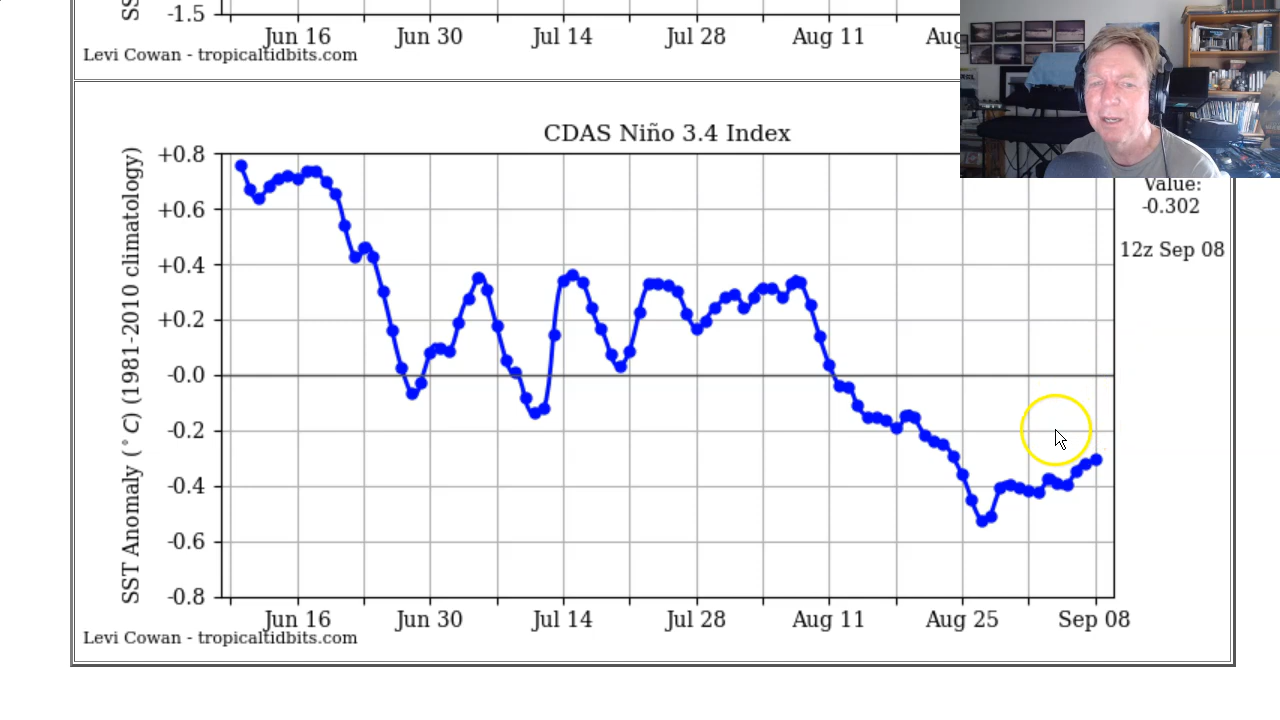 SS
-1.5
Jun 16 Jun 30 Jul 14 Jul 28 Aug 11 Aug
Levi Cowan - tropicaltidbits.com
CDAS Niño 3.4 Index
SST Anomaly (°C) (1981-2010 climatology)
+0.8
+0.6
+0.4
+0.2
-0.0
-0.2
-0.4
-0.6
-0.8
Value:
-0.302
12z Sep 08
Jun 16 Jun 30 Jul 14 Jul 28 Aug 11 Aug 25 Sep 08
Levi Cowan - tropicaltidbits.com